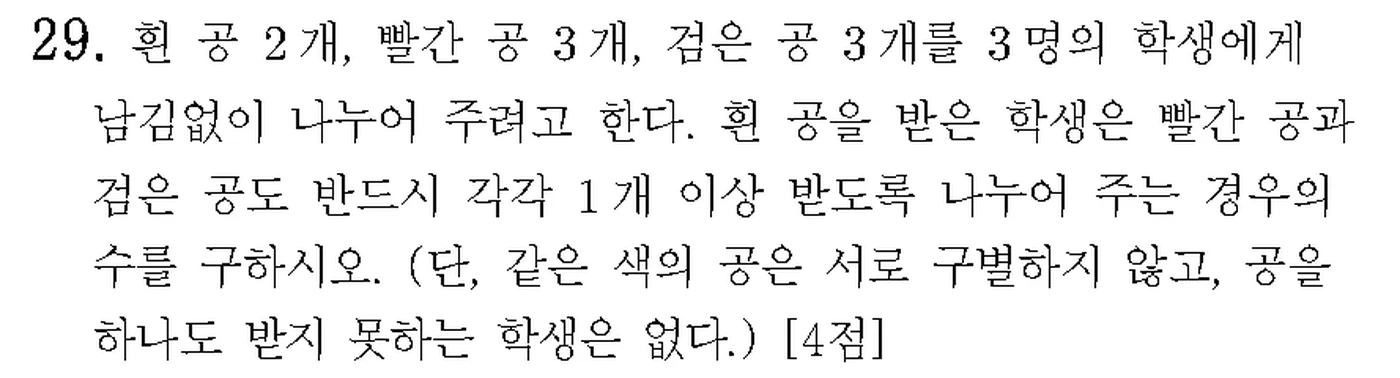 29. 흰 공 2개, 빨간 공 3개, 검은 공 3개를 3명의 학생에게
남김없이 나누어 주려고 한다. 흰 공을 받은 학생은 빨간 공과
검은 공도 반드시 각각 1개 이상 받도록 나누어 주는 경우의
수를 구하시오. (단, 같은 색의 공은 서로 구별하지 않고, 공을
하나도 받지 못하는 학생은 없다.) [4점]